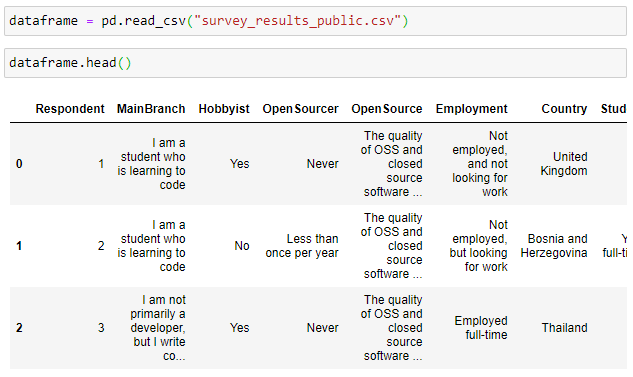 dataframe = pd.read_csv("survey_results_public.csv")
dataframe.head()
Respondent MainBranch Hobbyist OpenSourcer OpenSource Employment Country Stud
0 1 I am a student who is learning to code Yes Never The quality of OSS and closed source software ... Not employed, and not looking for work United Kingdom
1 2 I am a student who is learning to code No Less than once per year The quality of OSS and closed source software ... Not employed, but looking for work Bosnia and Herzegovina Y full-ti
2 3 I am not primarily a developer, but I write co... Yes Never The quality of OSS and closed source software ... Employed full-time Thailand